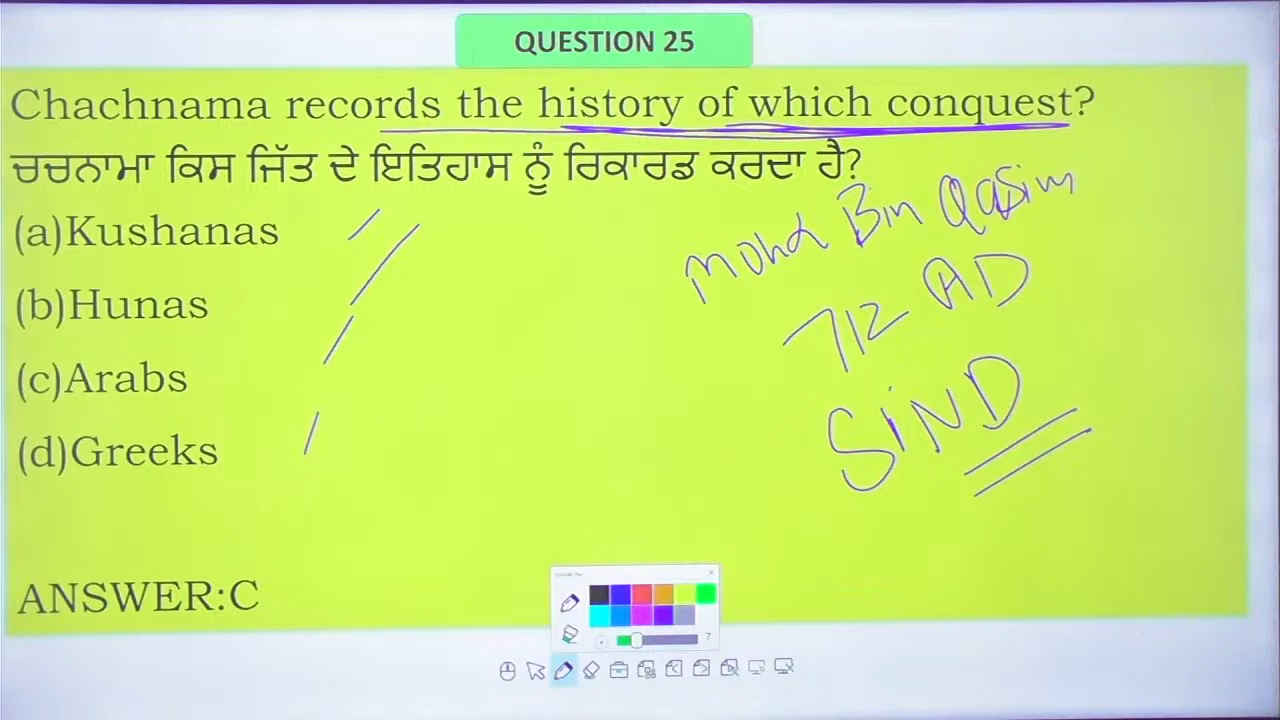 QUESTION 25
Chachnama records the history of which conquest?
ਚਚਨਾਮਾ ਕਿਸ ਜਿੱਤ ਦੇ ਇਤਿਹਾਸ ਨੂੰ ਰਿਕਾਰਡ ਕਰਦਾ ਹੈ?
(a)Kushanas
(b)Hunas
(c)Arabs
(d)Greeks
Mohd Bin Qasim
712 AD
SIND
ANSWER:C
7